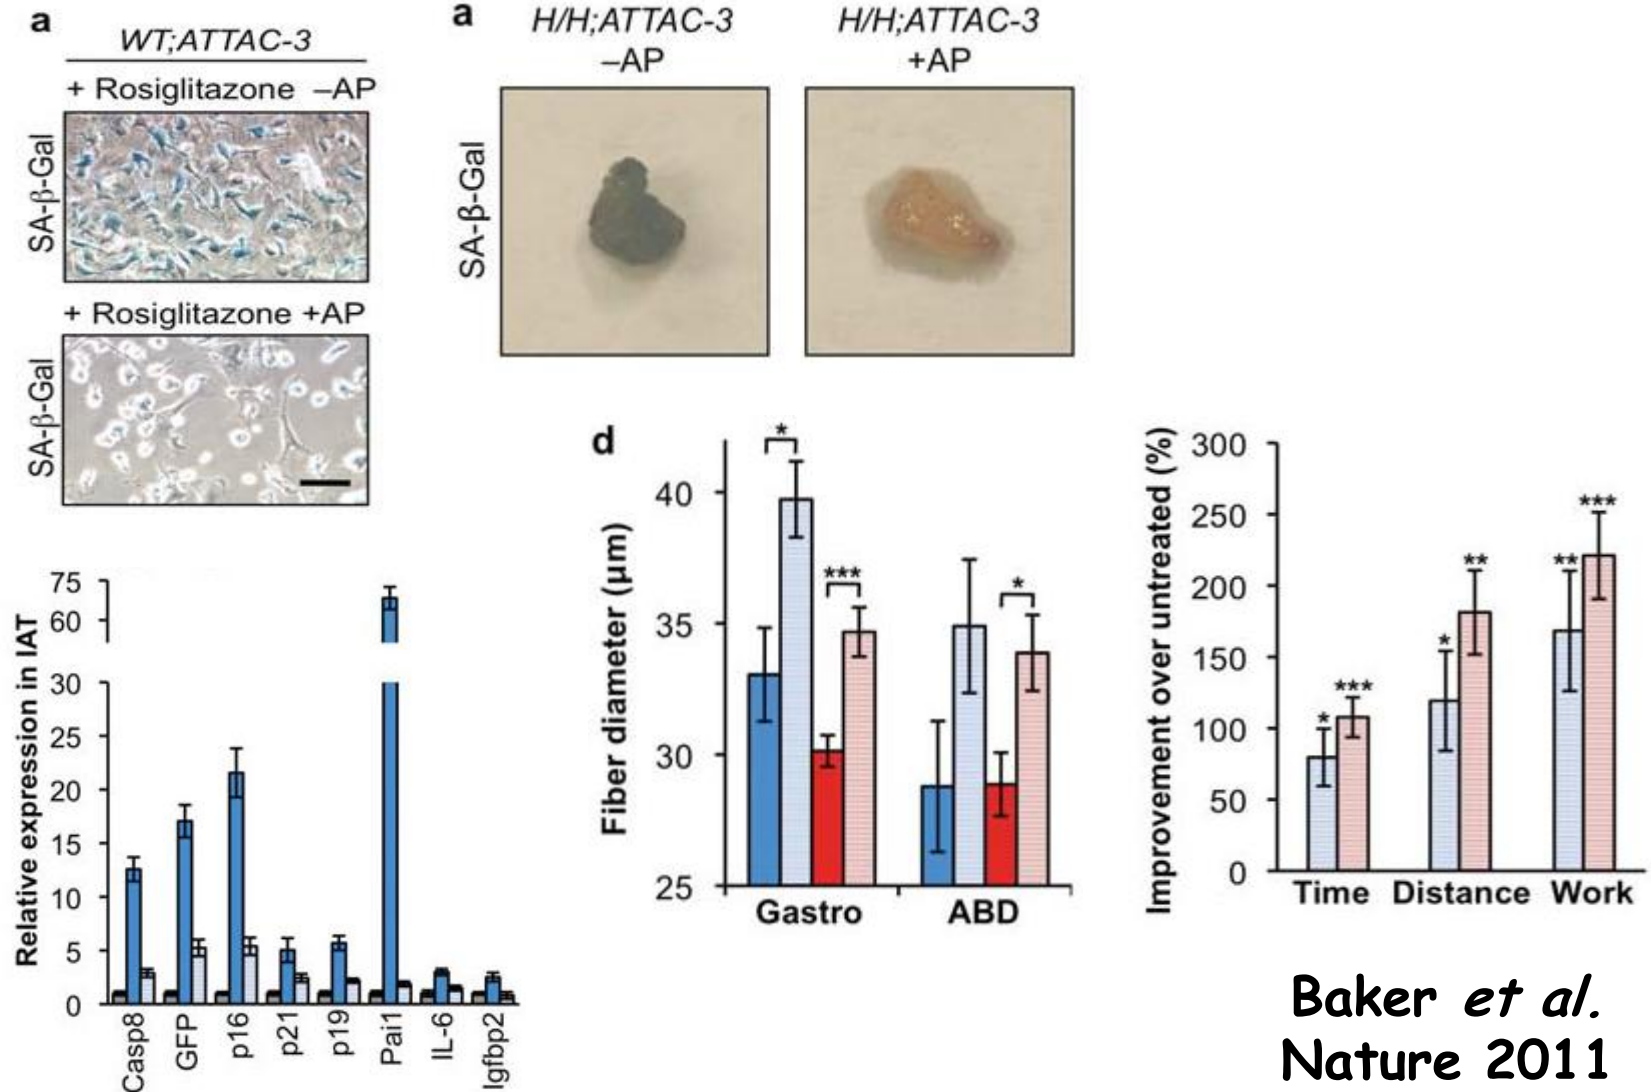 a
WT;ATTAC-3
+ Rosiglitazone –AP
SA-β-Gal
+ Rosiglitazone +AP
SA-β-Gal
a
H/H;ATTAC-3
–AP
H/H;ATTAC-3
+AP
SA-β-Gal
Relative expression in IAT
75
60
30
25
20
15
10
5
0
Casp8
GFP
p16
p21
p19
Pai1
IL-6
Igfbp2
d
Fiber diameter (μm)
40
35
30
25
*
***
*
Gastro
ABD
Improvement over untreated (%)
300
250
200
150
100
50
0
*
***
*
**
**
***
Time
Distance
Work
Baker et al.
Nature 2011